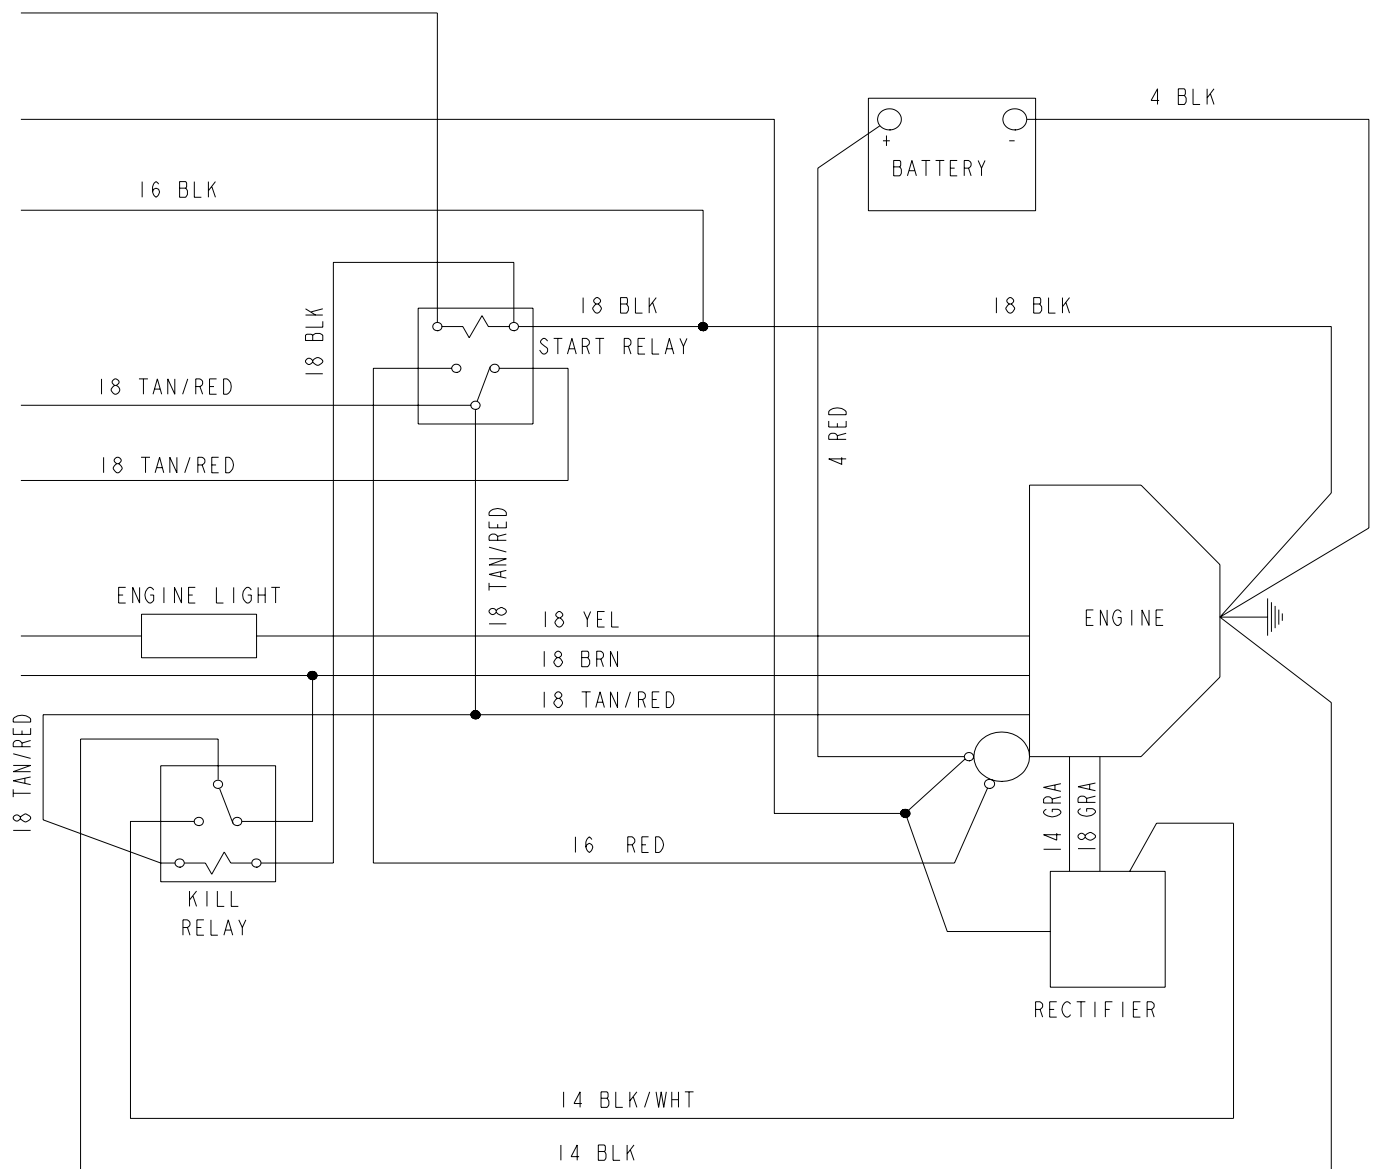 4 BLK
+
-
BATTERY
16 BLK
18 BLK
18 BLK
18 BLK
START RELAY
18 TAN/RED
4 RED
18 TAN/RED
18 TAN/RED
ENGINE LIGHT
18 YEL
ENGINE
18 BRN
18 TAN/RED
18 TAN/RED
14 GRA
18 GRA
16 RED
KILL
RELAY
RECTIFIER
14 BLK/WHT
14 BLK